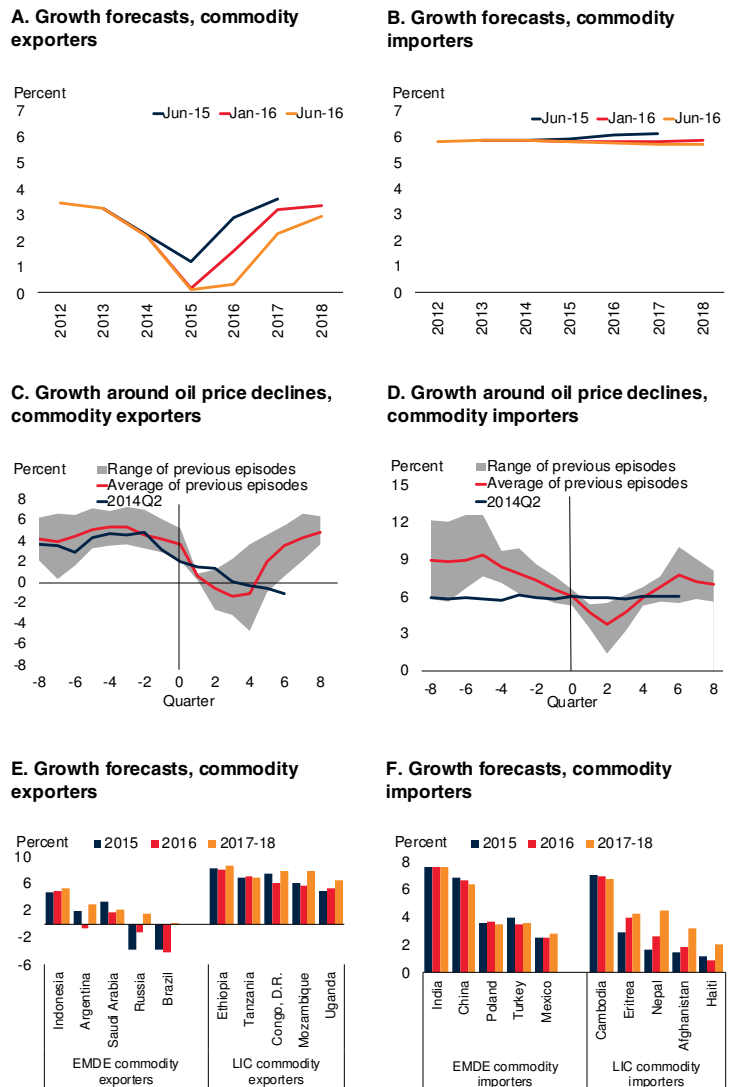 A. Growth forecasts, commodity
exporters
Percent
7
Jun-15 Jan-16 Jun-16
6
5
4
3
2
1
0
2012 2013 2014 2015 2016 2017 2018
B. Growth forecasts, commodity
importers
Percent
7
Jun-15 Jan-16 Jun-16
6
5
4
3
2
1
0
2012 2013 2014 2015 2016 2017 2018
C. Growth around oil price declines,
commodity exporters
Percent
Range of previous episodes
Average of previous episodes
2014Q2
8
6
4
2
0
-2
-4
-6
-8
-8 -6 -4 -2 0 2 4 6 8
Quarter
D. Growth around oil price declines,
commodity importers
Percent
Range of previous episodes
Average of previous episodes
2014Q2
15
12
9
6
3
0
-8 -6 -4 -2 0 2 4 6 8
Quarter
E. Growth forecasts, commodity
exporters
Percent
2015 2016 2017-18
10
6
2
-2
-6
Indonesia Argentina Saudi Arabia Russia Brazil Ethiopia Tanzania Congo, D.R. Mozambique Uganda
EMDE commodity
exporters
LIC commodity
exporters
F. Growth forecasts, commodity
importers
Percent
2015 2016 2017-18
8
6
4
2
0
India China Poland Turkey Mexico Cambodia Eritrea Nepal Afghanistan Haiti
EMDE commodity
importers
LIC commodity
importers